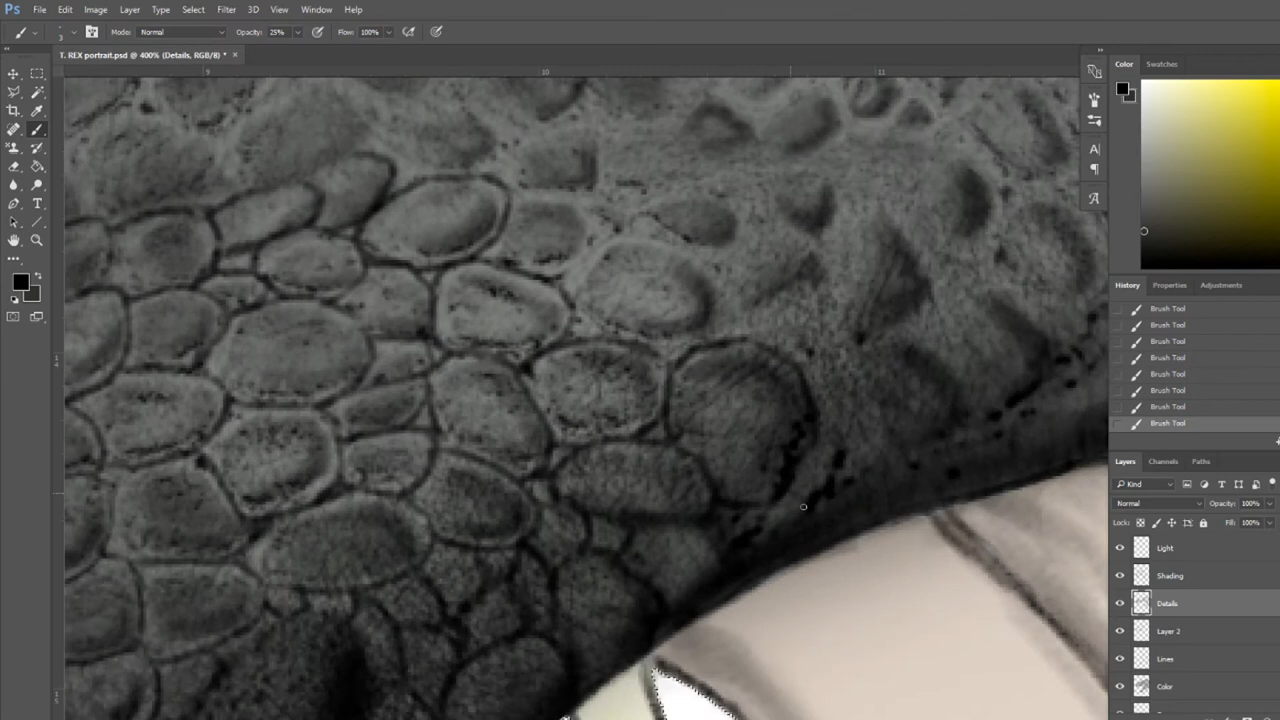 Ps File Edit Image Layer Type Select Filter 3D View Window Help
3 Mode: Normal Opacity: 25% Flow: 100%
T. REX portrait.psd @ 400% (Details, RGB/8) * ×
9 10 11
Color Swatches
History Properties Adjustments
Brush Tool
Brush Tool
Brush Tool
Brush Tool
Brush Tool
Brush Tool
Brush Tool
Brush Tool
Layers Channels Paths
Kind
Normal Opacity: 100%
Lock: Fill: 100%
Light
Shading
Details
Layer 2
Lines
Color